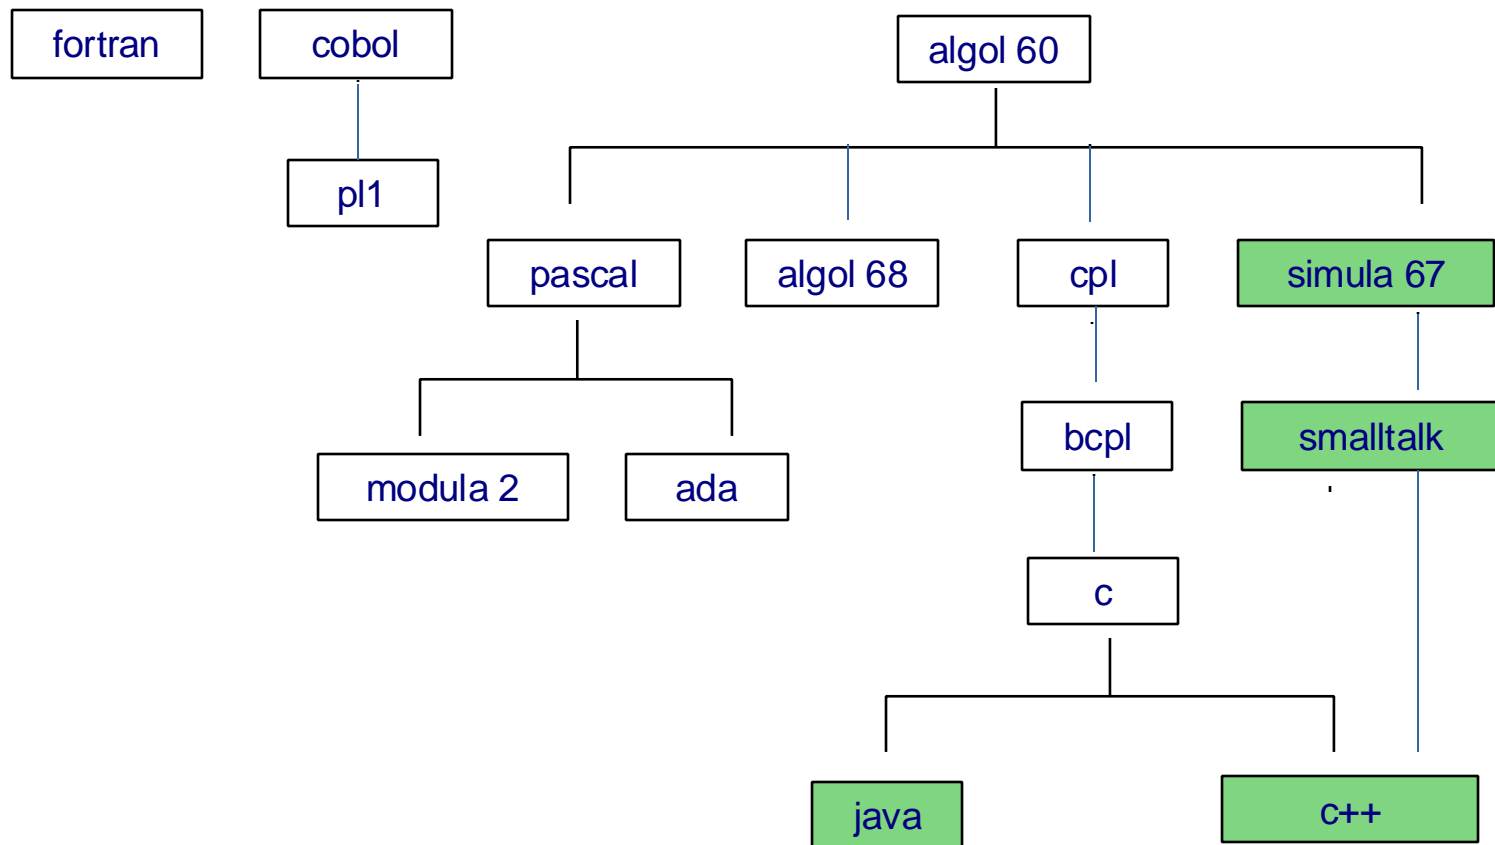 fortran
cobol
algol 60
pl1
pascal
algol 68
cpl
simula 67
bcpl
smalltalk
modula 2
ada
c
java
c++